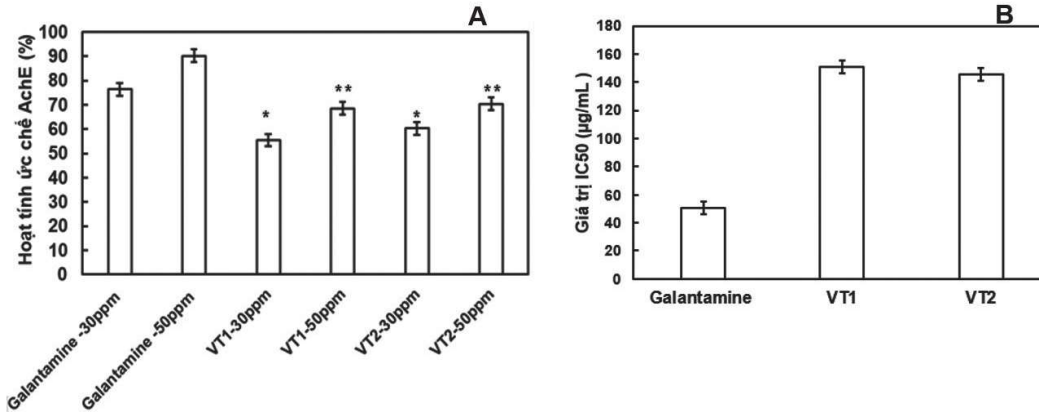 A
Hoạt tính ức chế AchE (%)
100
90
80
70
60
50
40
30
20
10
0
*
**
*
**
Galantamine -30ppm
Galantamine -50ppm
VT1-30ppm
VT1-50ppm
VT2-30ppm
VT2-50ppm
B
Giá trị IC50 (µg/mL)
180
160
140
120
100
80
60
40
20
0
Galantamine
VT1
VT2